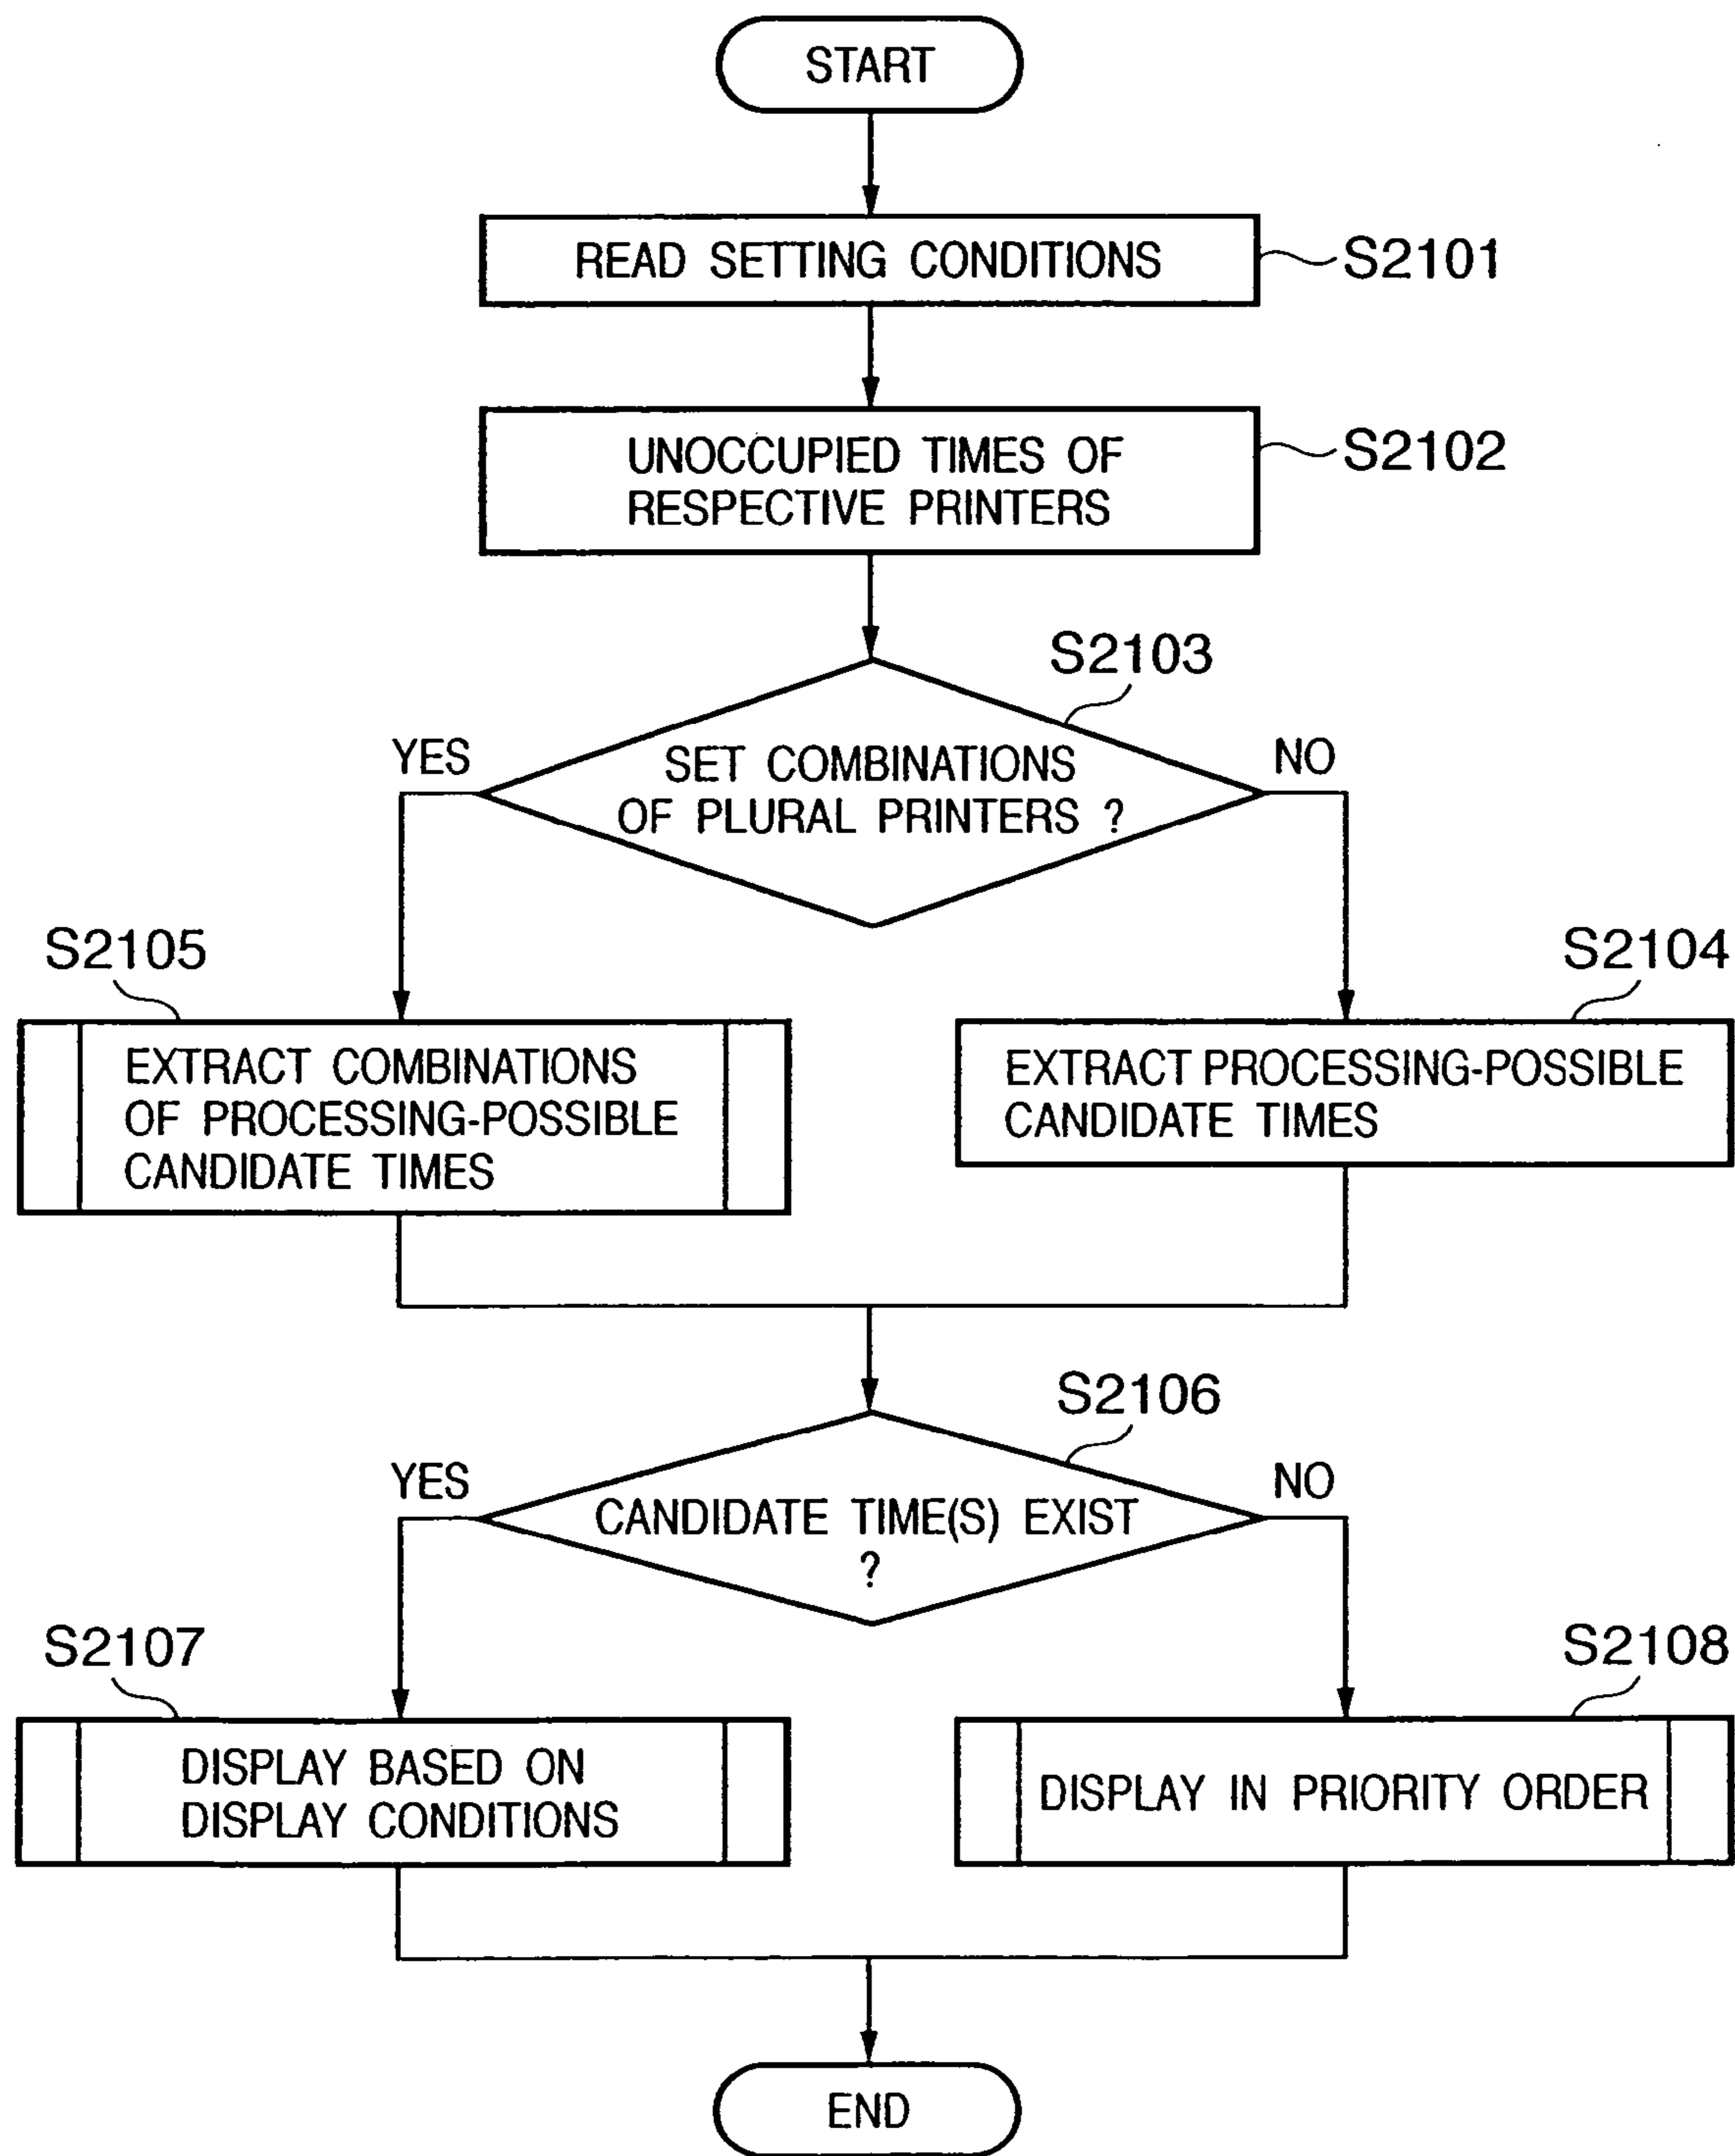 START
READ SETTING CONDITIONS
S2101
UNOCCUPIED TIMES OF
RESPECTIVE PRINTERS
S2102
S2103
YES
SET COMBINATIONS
OF PLURAL PRINTERS ?
NO
S2105
EXTRACT COMBINATIONS
OF PROCESSING-POSSIBLE
CANDIDATE TIMES
S2104
EXTRACT PROCESSING-POSSIBLE
CANDIDATE TIMES
S2106
YES
CANDIDATE TIME(S) EXIST
?
NO
S2107
DISPLAY BASED ON
DISPLAY CONDITIONS
S2108
DISPLAY IN PRIORITY ORDER
END